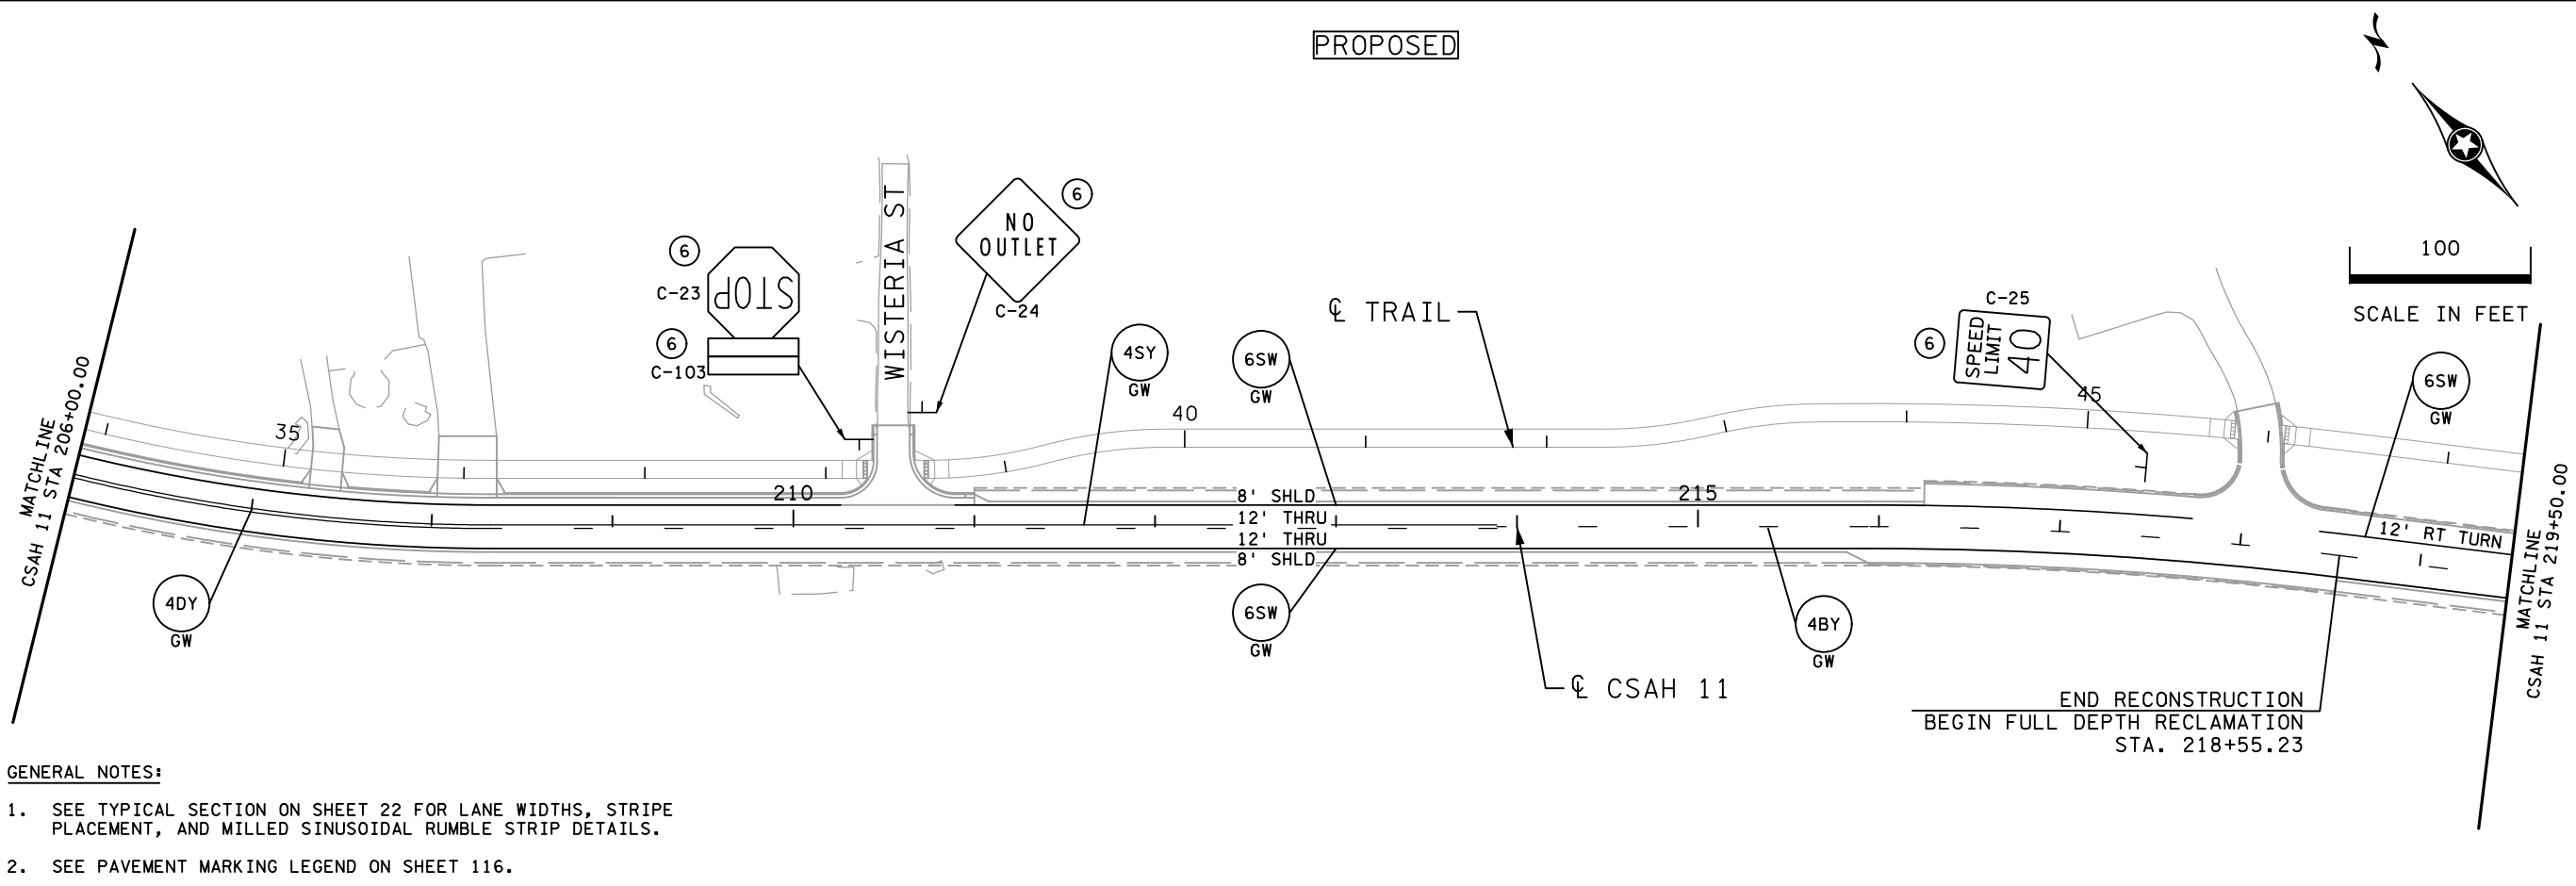 PROPOSED
100
SCALE IN FEET
WISTERIA ST
NO
OUTLET
6
C-24
6
C-23
STOP
6
C-103
℄ TRAIL
C-25
6
SPEED
LIMIT
40
4SY
GW
6SW
GW
6SW
GW
MATCHLINE
CSAH 11 STA 206+00.00
35
40
45
210
215
8' SHLD
12' THRU
12' THRU
8' SHLD
12' RT TURN
MATCHLINE
CSAH 11 STA 219+50.00
4DY
GW
6SW
GW
4BY
GW
℄ CSAH 11
END RECONSTRUCTION
BEGIN FULL DEPTH RECLAMATION
STA. 218+55.23
GENERAL NOTES:
1. SEE TYPICAL SECTION ON SHEET 22 FOR LANE WIDTHS, STRIPE
PLACEMENT, AND MILLED SINUSOIDAL RUMBLE STRIP DETAILS.
2. SEE PAVEMENT MARKING LEGEND ON SHEET 116.